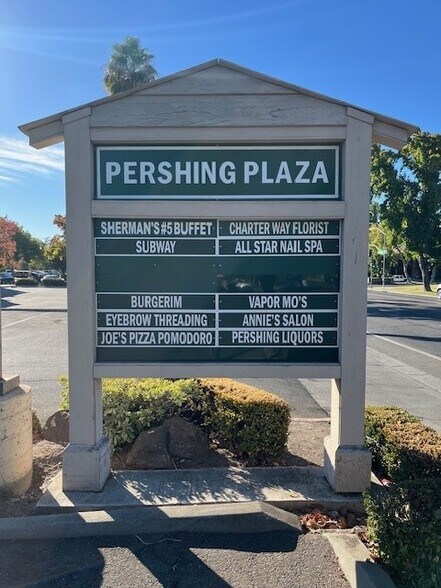 PERSHING PLAZA
SHERMAN'S #5 BUFFET
CHARTER WAY FLORIST
SUBWAY
ALL STAR NAIL SPA
BURGERIM
VAPOR MO'S
EYEBROW THREADING
ANNIE'S SALON
JOE'S PIZZA POMODORO
PERSHING LIQUORS